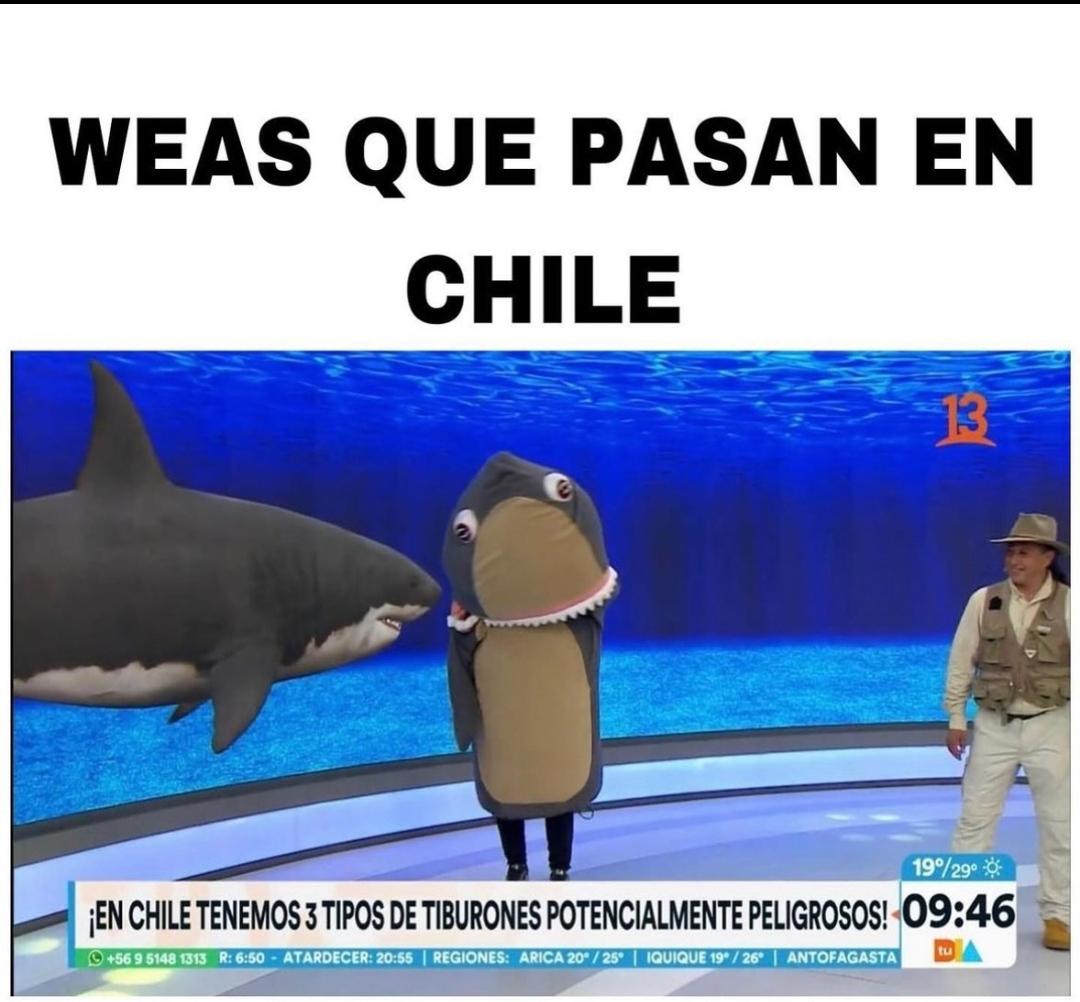 WEAS QUE PASAN EN
CHILE
13
19°/29°
¡EN CHILE TENEMOS 3 TIPOS DE TIBURONES POTENCIALMENTE PELIGROSOS!
09:46
+56 9 5148 1313 R: 6:50 - ATARDECER: 20:55 | REGIONES: ARICA 20° / 25° | IQUIQUE 19° / 26° | ANTOFAGASTA
tu